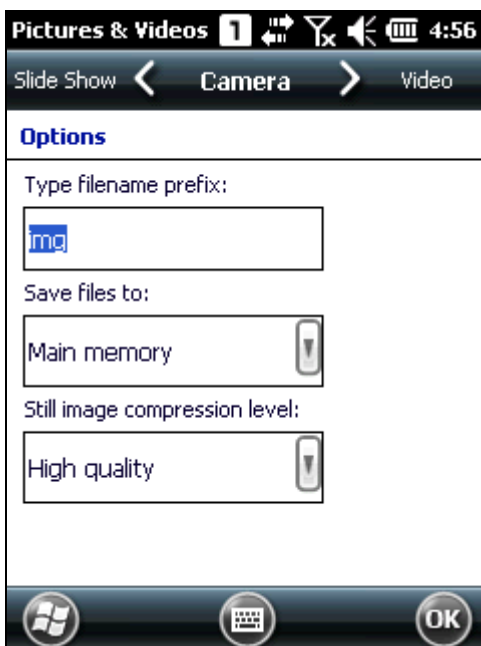 Pictures & Videos 1 4:56
Slide Show Camera Video
Options
Type filename prefix:
img
Save files to:
Main memory
Still image compression level:
High quality
OK